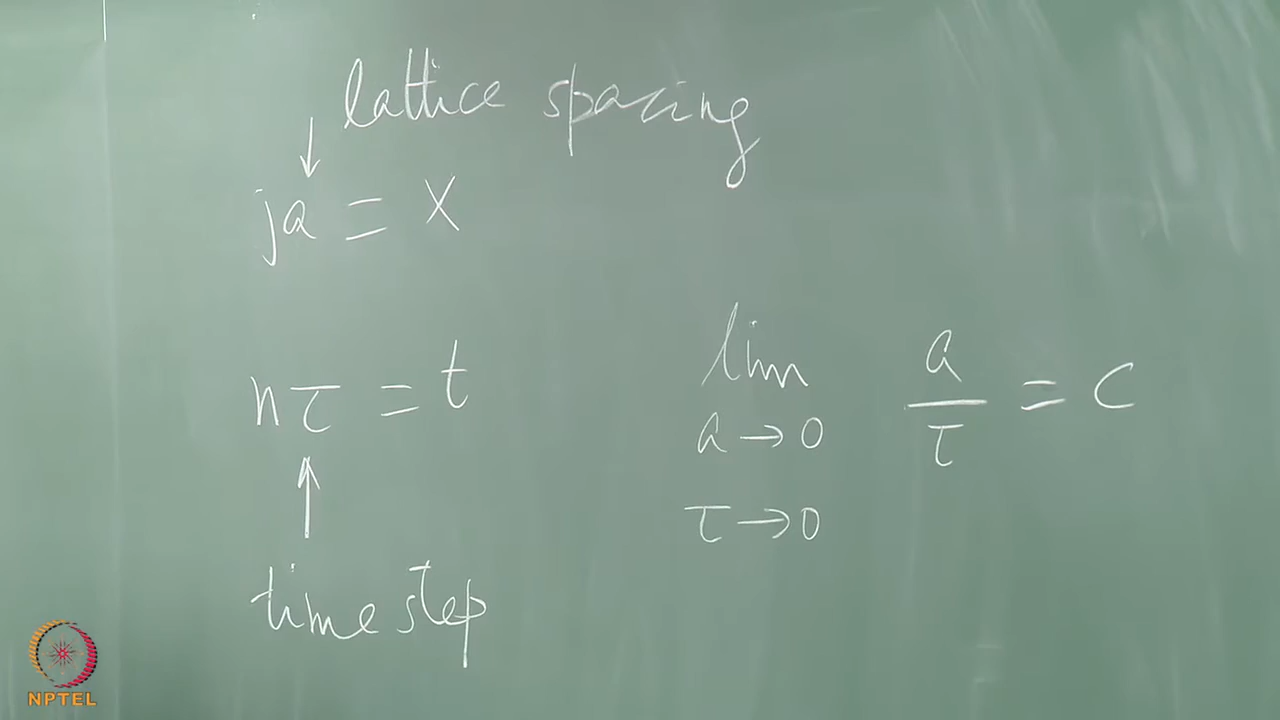 lattice spacing
↓
ja = x
nτ = t
↑
time step
lim a/τ = c
a → 0
τ → 0
NPTEL